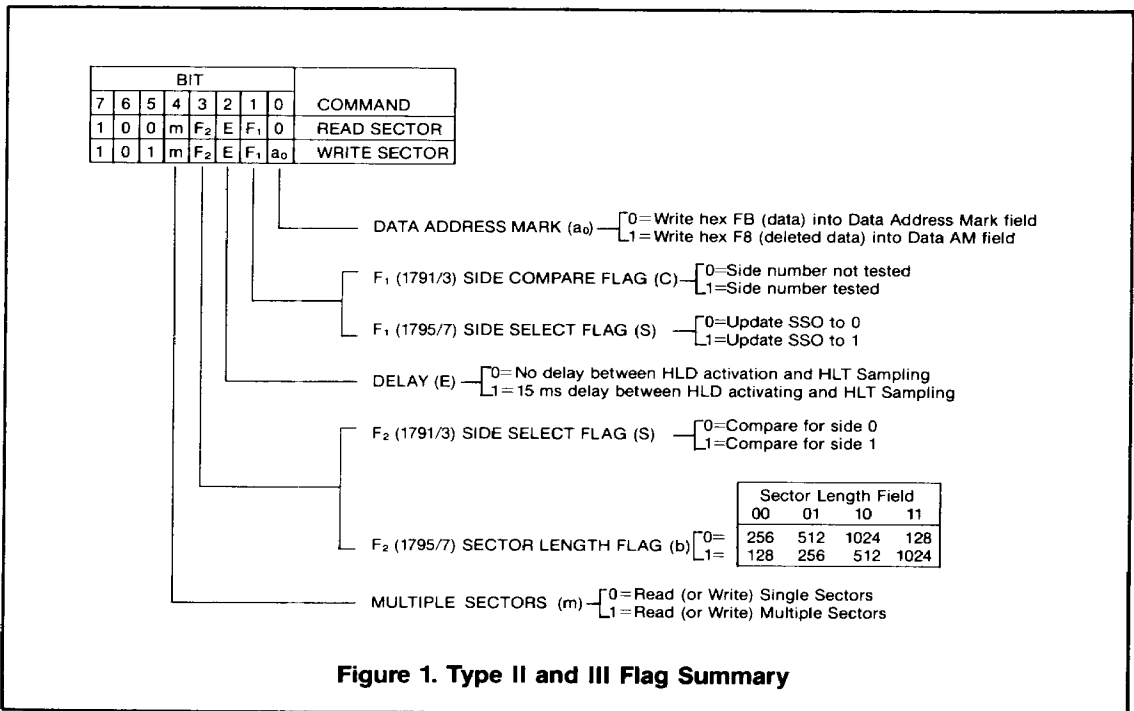 BIT
7 6 5 4 3 2 1 0 COMMAND
1 0 0 m F₂ E F₁ 0 READ SECTOR
1 0 1 m F₂ E F₁ a₀ WRITE SECTOR
DATA ADDRESS MARK (a₀) 0=Write hex FB (data) into Data Address Mark field
1=Write hex F8 (deleted data) into Data AM field
F₁ (1791/3) SIDE COMPARE FLAG (C) 0=Side number not tested
1=Side number tested
F₁ (1795/7) SIDE SELECT FLAG (S) 0=Update SSO to 0
1=Update SSO to 1
DELAY (E) 0=No delay between HLD activation and HLT Sampling
1=15 ms delay between HLD activating and HLT Sampling
F₂ (1791/3) SIDE SELECT FLAG (S) 0=Compare for side 0
1=Compare for side 1
Sector Length Field
00 01 10 11
F₂ (1795/7) SECTOR LENGTH FLAG (b) 0= 256 512 1024 128
1= 128 256 512 1024
MULTIPLE SECTORS (m) 0=Read (or Write) Single Sectors
1=Read (or Write) Multiple Sectors
Figure 1. Type II and III Flag Summary